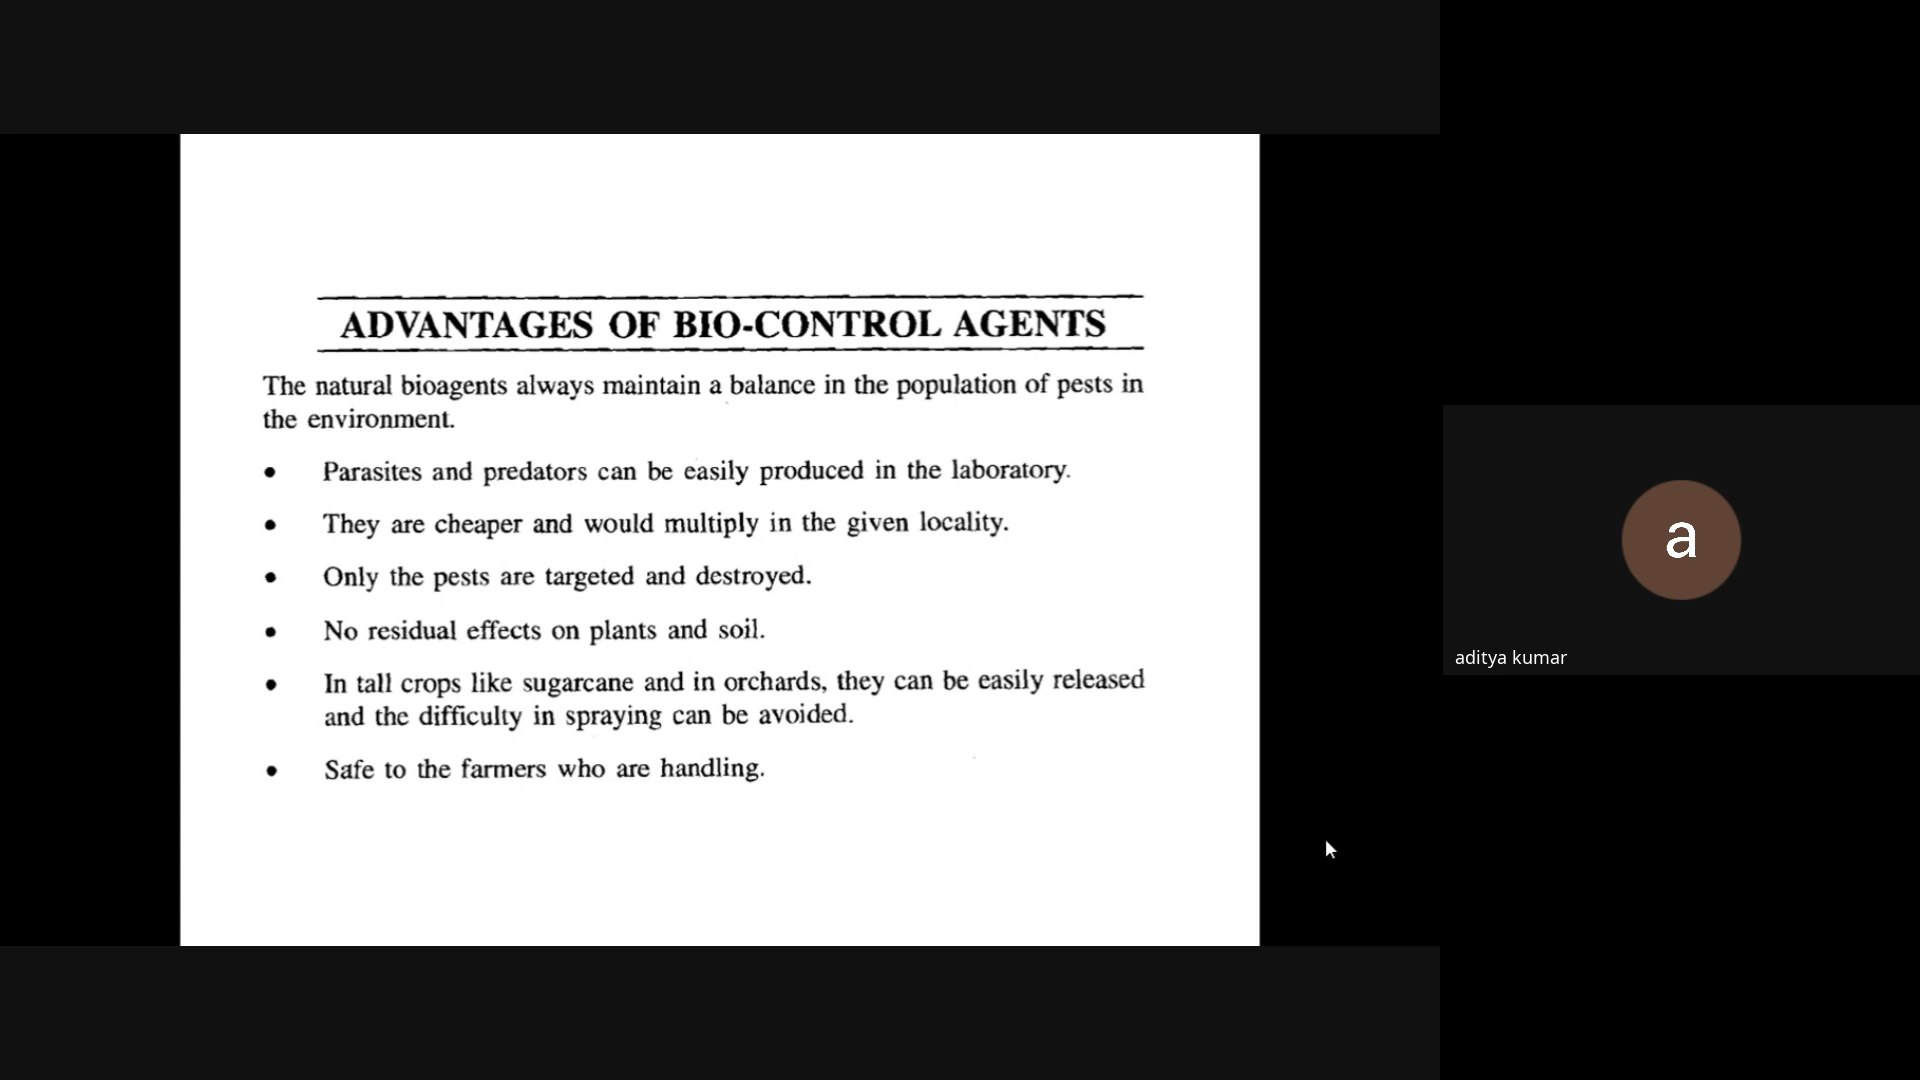 ADVANTAGES OF BIO-CONTROL AGENTS
The natural bioagents always maintain a balance in the population of pests in
the environment.
• Parasites and predators can be easily produced in the laboratory.
• They are cheaper and would multiply in the given locality.
• Only the pests are targeted and destroyed.
• No residual effects on plants and soil.
• In tall crops like sugarcane and in orchards, they can be easily released
and the difficulty in spraying can be avoided.
• Safe to the farmers who are handling.
a
aditya kumar